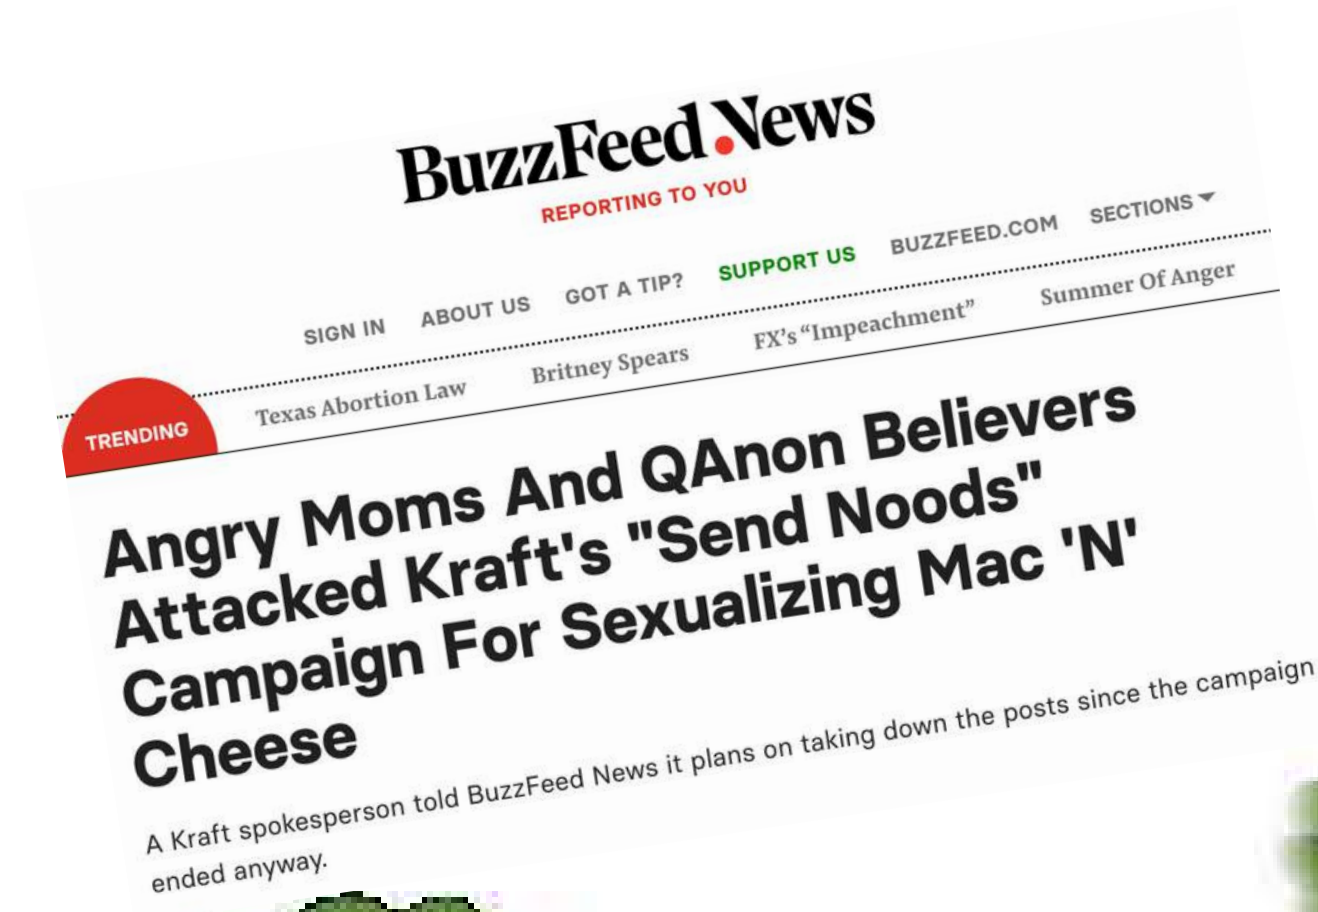 BuzzFeed News
REPORTING TO YOU
SIGN IN ABOUT US GOT A TIP? SUPPORT US BUZZFEED.COM SECTIONS
TRENDING Texas Abortion Law Britney Spears FX's “Impeachment” Summer Of Anger
Angry Moms And QAnon Believers
Attacked Kraft's "Send Noods"
Campaign For Sexualizing Mac 'N'
Cheese
A Kraft spokesperson told BuzzFeed News it plans on taking down the posts since the campaign
ended anyway.